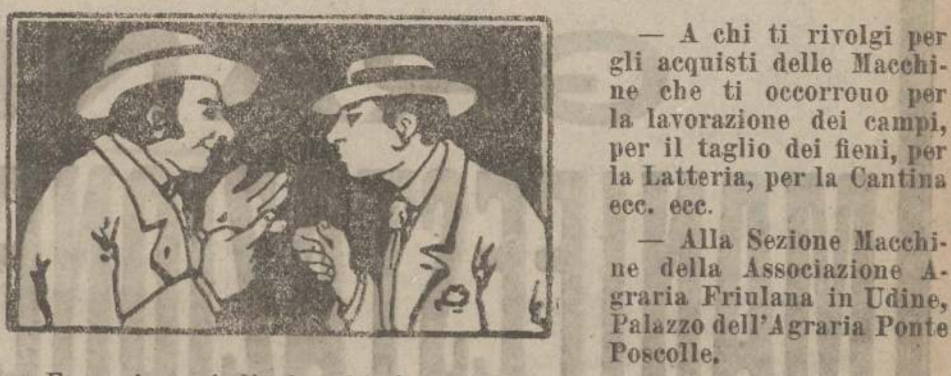 — A chi ti rivolgi per
gli acquisti delle Macchi-
ne che ti occorrono per
la lavorazione dei campi,
per il taglio dei fieni, per
la Latteria, per la Cantina
ecc. ecc.
— Alla Sezione Macchi-
ne della Associazione A-
graria Friulana in Udine,
Palazzo dell'Agraria Ponte
Poscolle.